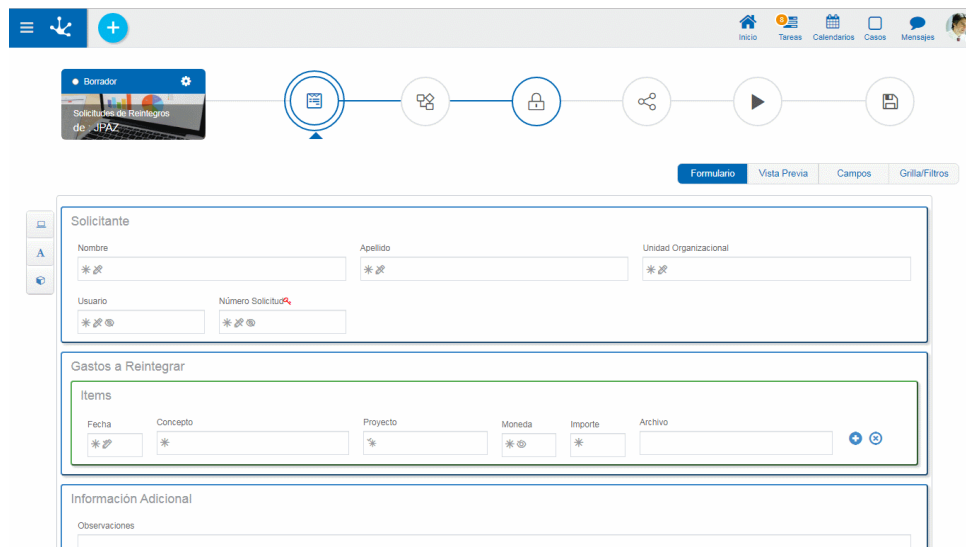 8
Inicio
Tareas
Calendarios
Casos
Mensajes
Borrador
Solicitudes de Reintegros
de : JPAZ
Formulario
Vista Previa
Campos
Grilla/Filtros
A
Solicitante
Nombre
Apellido
Unidad Organizacional
Usuario
Número Solicitud
Gastos a Reintegrar
Items
Fecha
Concepto
Proyecto
Moneda
Importe
Archivo
Información Adicional
Observaciones